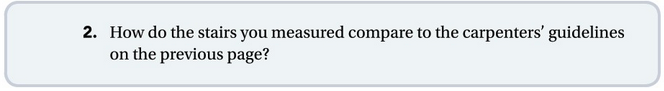 2. How do the stairs you measured compare to the carpenters’ guidelines
on the previous page?